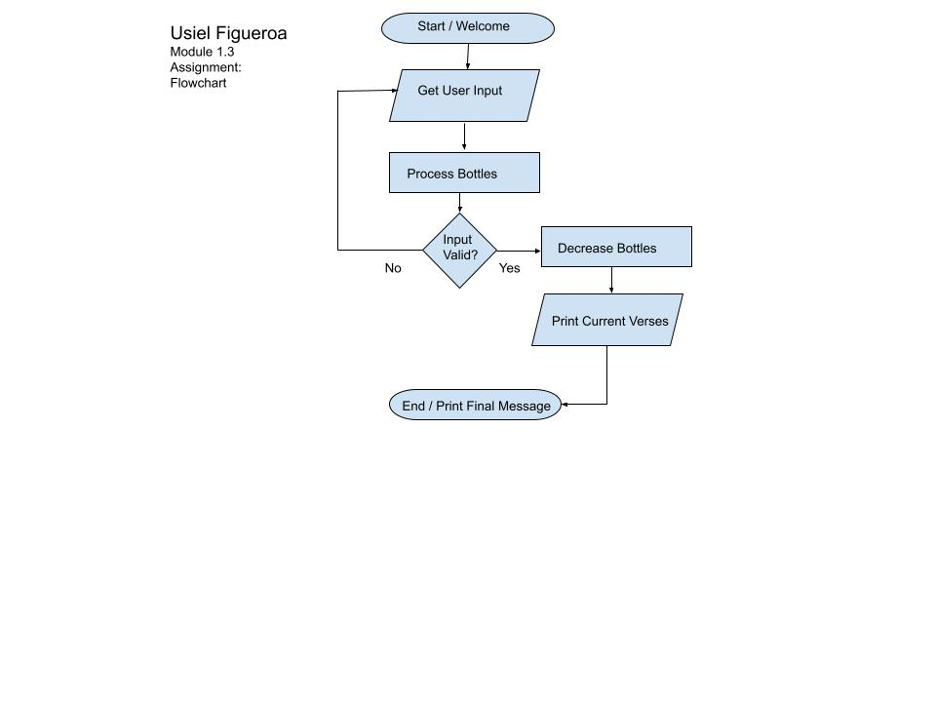 Usiel Figueroa
Module 1.3
Assignment:
Flowchart
Start / Welcome
Get User Input
Process Bottles
Input
Valid?
No
Yes
Decrease Bottles
Print Current Verses
End / Print Final Message